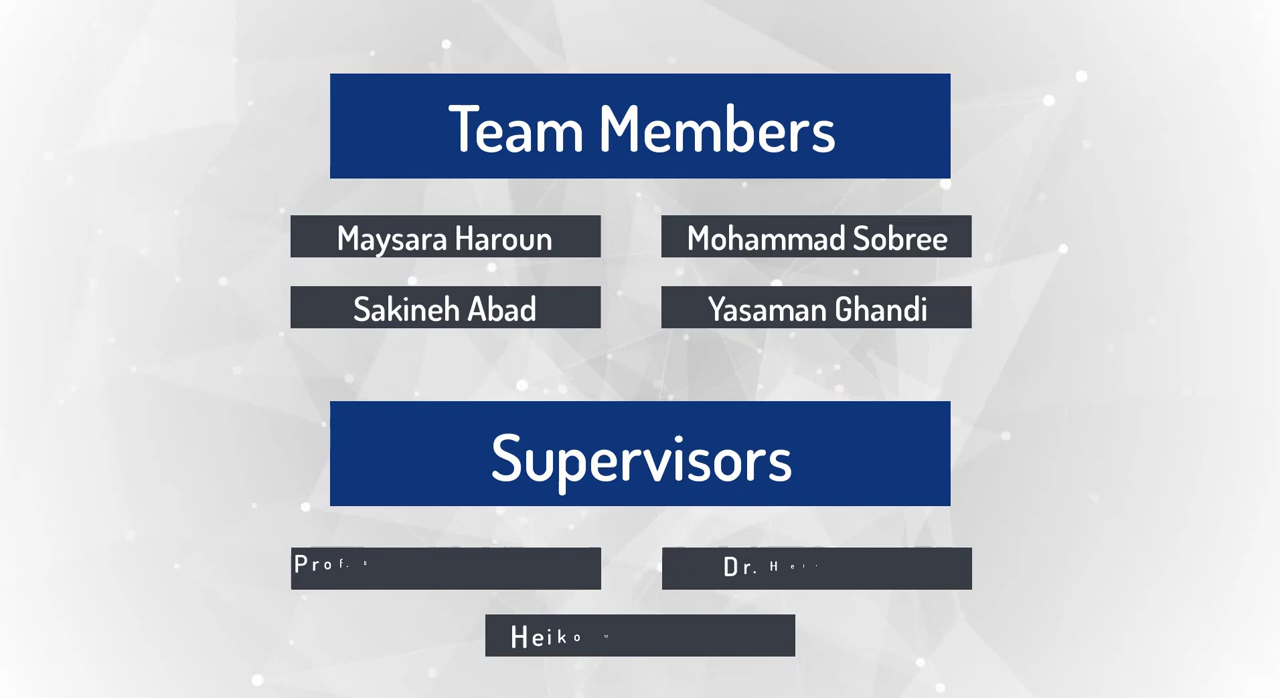 Team Members
Maysara Haroun
Mohammad Sobree
Sakineh Abad
Yasaman Ghandi
Supervisors
Prof.
Dr.
Heiko